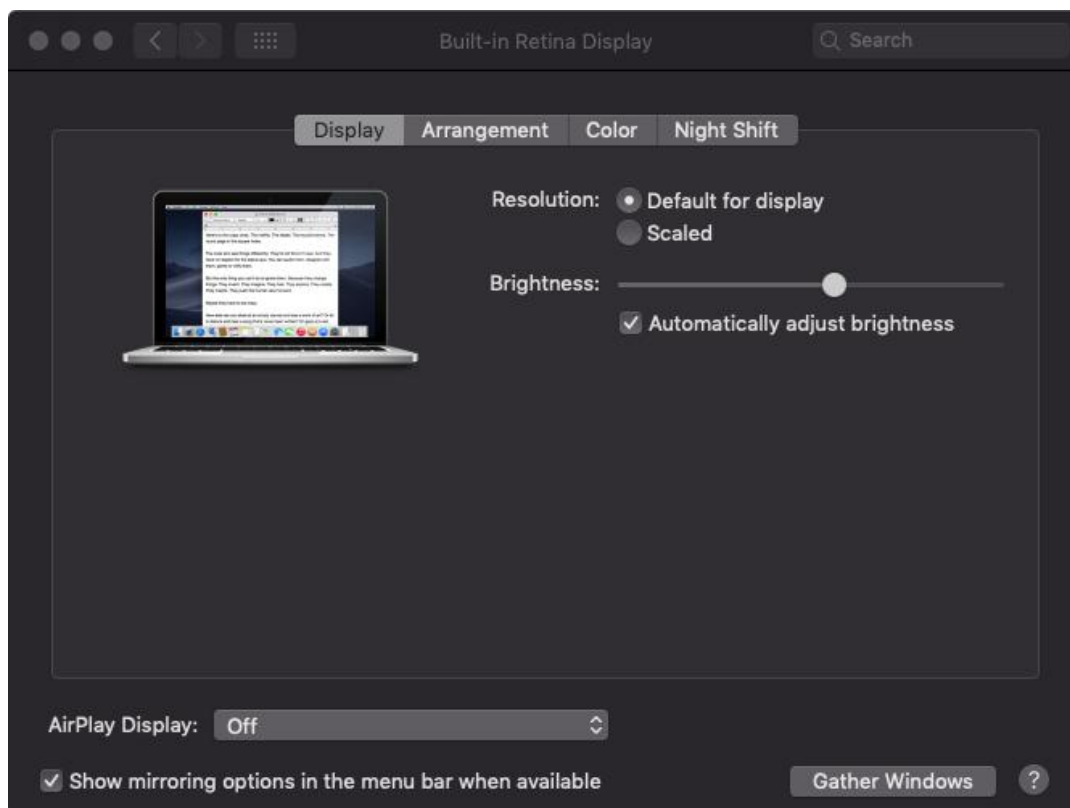 Built-in Retina Display
Search
Display Arrangement Color Night Shift
Resolution: Default for display
Scaled
Brightness:
Automatically adjust brightness
AirPlay Display: Off
Show mirroring options in the menu bar when available
Gather Windows ?